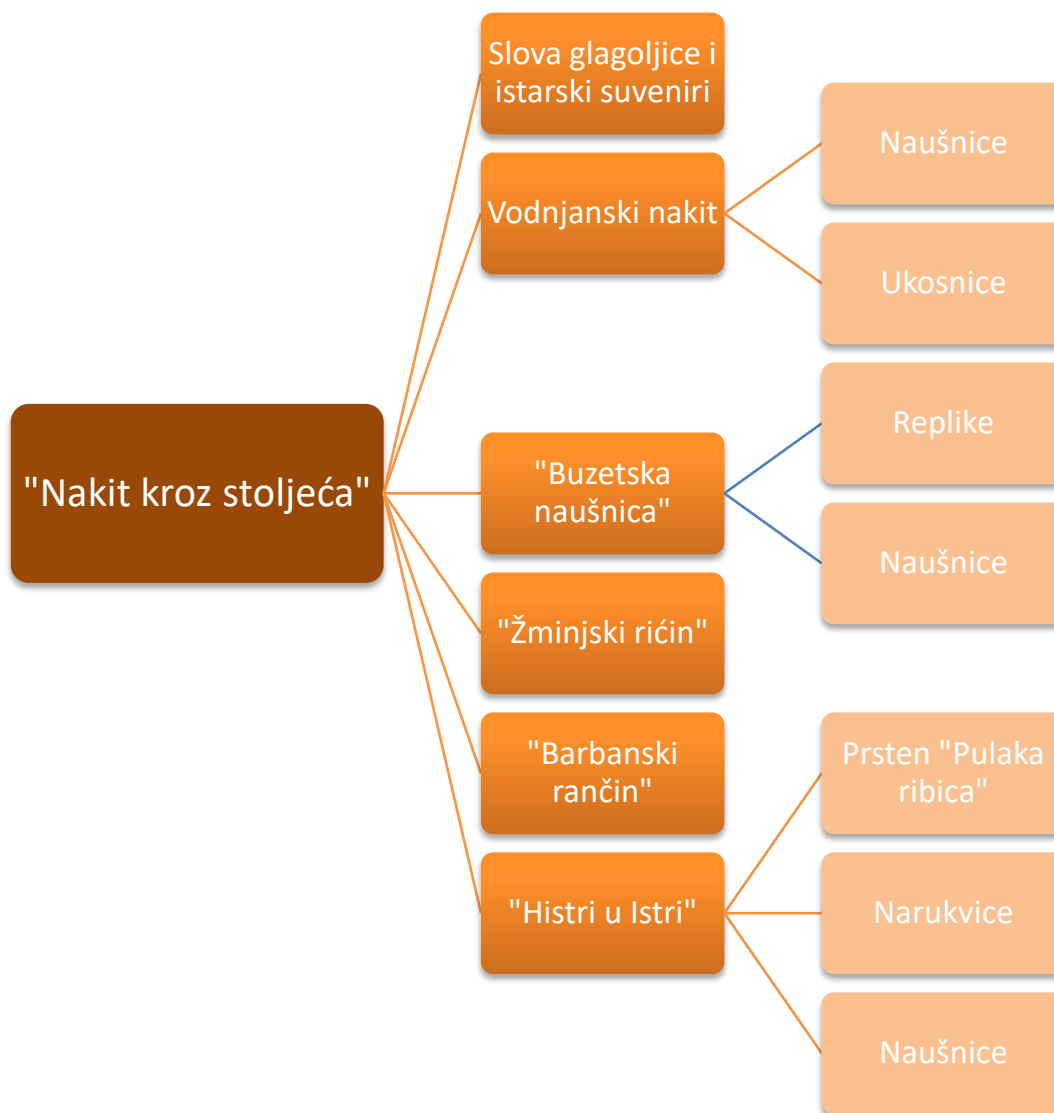 Slova glagoljice i
istarski suveniri
Vodnjanski nakit
Naušnice
Ukosnice
"Nakit kroz stoljeća"
"Buzetska
naušnica"
Replike
Naušnice
"Žminjski rićin"
"Barbanski
rančin"
"Histri u Istri"
Prsten "Pulaka
ribica"
Narukvice
Naušnice